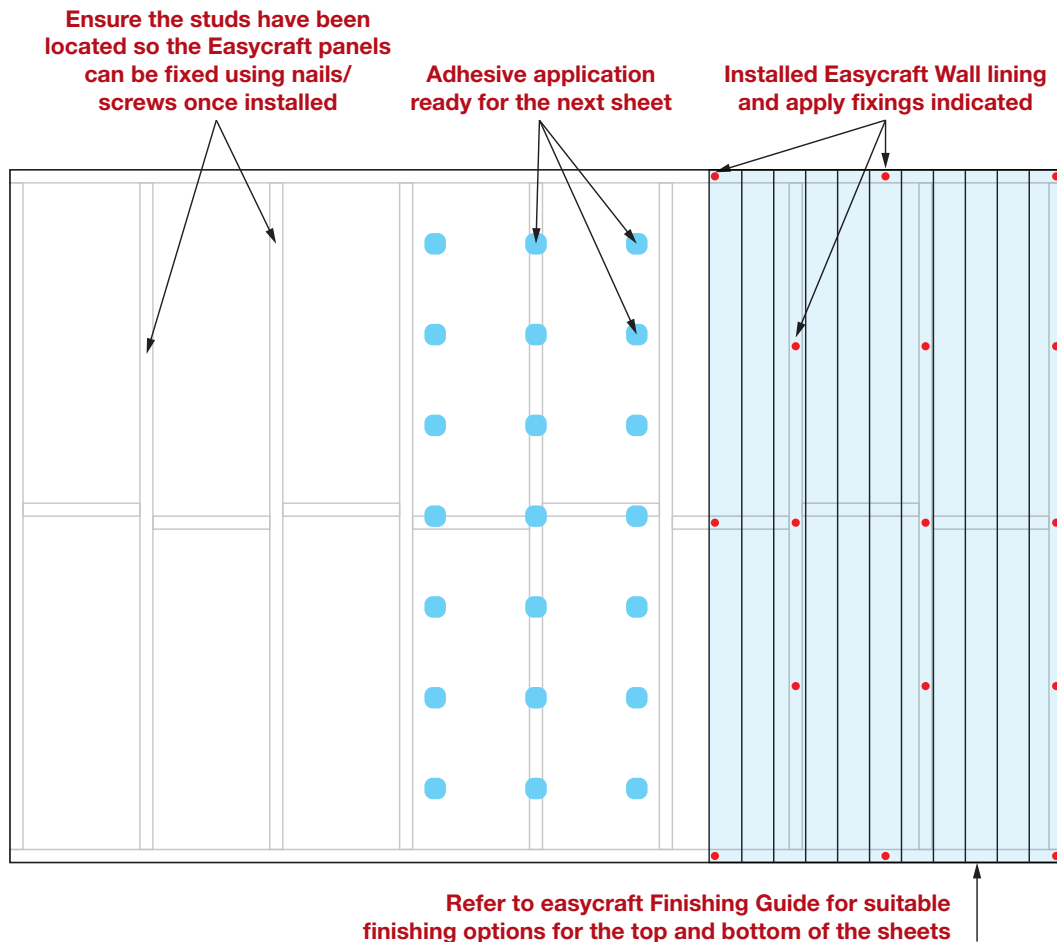 Ensure the studs have been
located so the Easycraft panels
can be fixed using nails/
screws once installed
Adhesive application
ready for the next sheet
Installed Easycraft Wall lining
and apply fixings indicated
Refer to easycraft Finishing Guide for suitable
finishing options for the top and bottom of the sheets